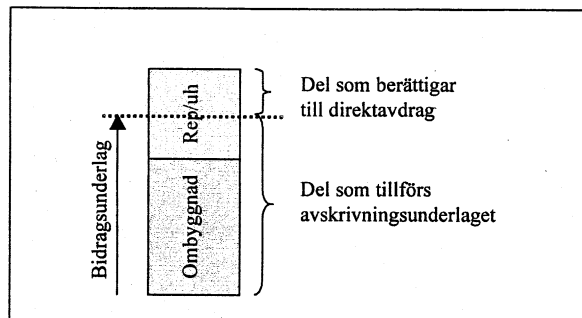 Bidragsunderlag
Rep/uh
Ombyggnad
Del som berättigar
till direktavdrag
Del som tillförs
avskrivningsunderlaget